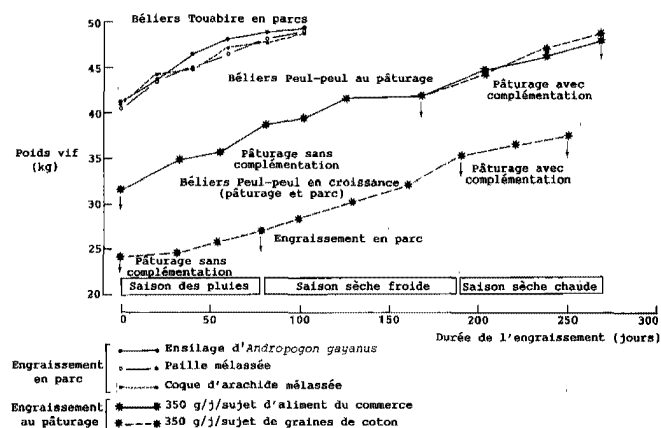 Béliers Touabire en parcs
50
45
40
35
30
25
20
Poids vif
(kg)
Béliers Peul-peul au pâturage
Pâturage avec
complémentation
Pâturage sans
complémentation
Béliers Peul-peul en croissance
(pâturage et parc)
Pâturage avec
complémentation
Engraissement en parc
Pâturage sans
complémentation
Saison des pluies
Saison sèche froide
Saison sèche chaude
0 50 100 150 200 250 300
Durée de l'engraissement (jours)
Engraissement
en parc
Ensilage d'Andropogon gayanus
Paille mélassée
Coque d'arachide mélassée
Engraissement
au pâturage
350 g/j/sujet d'aliment du commerce
350 g/j/sujet de graines de coton